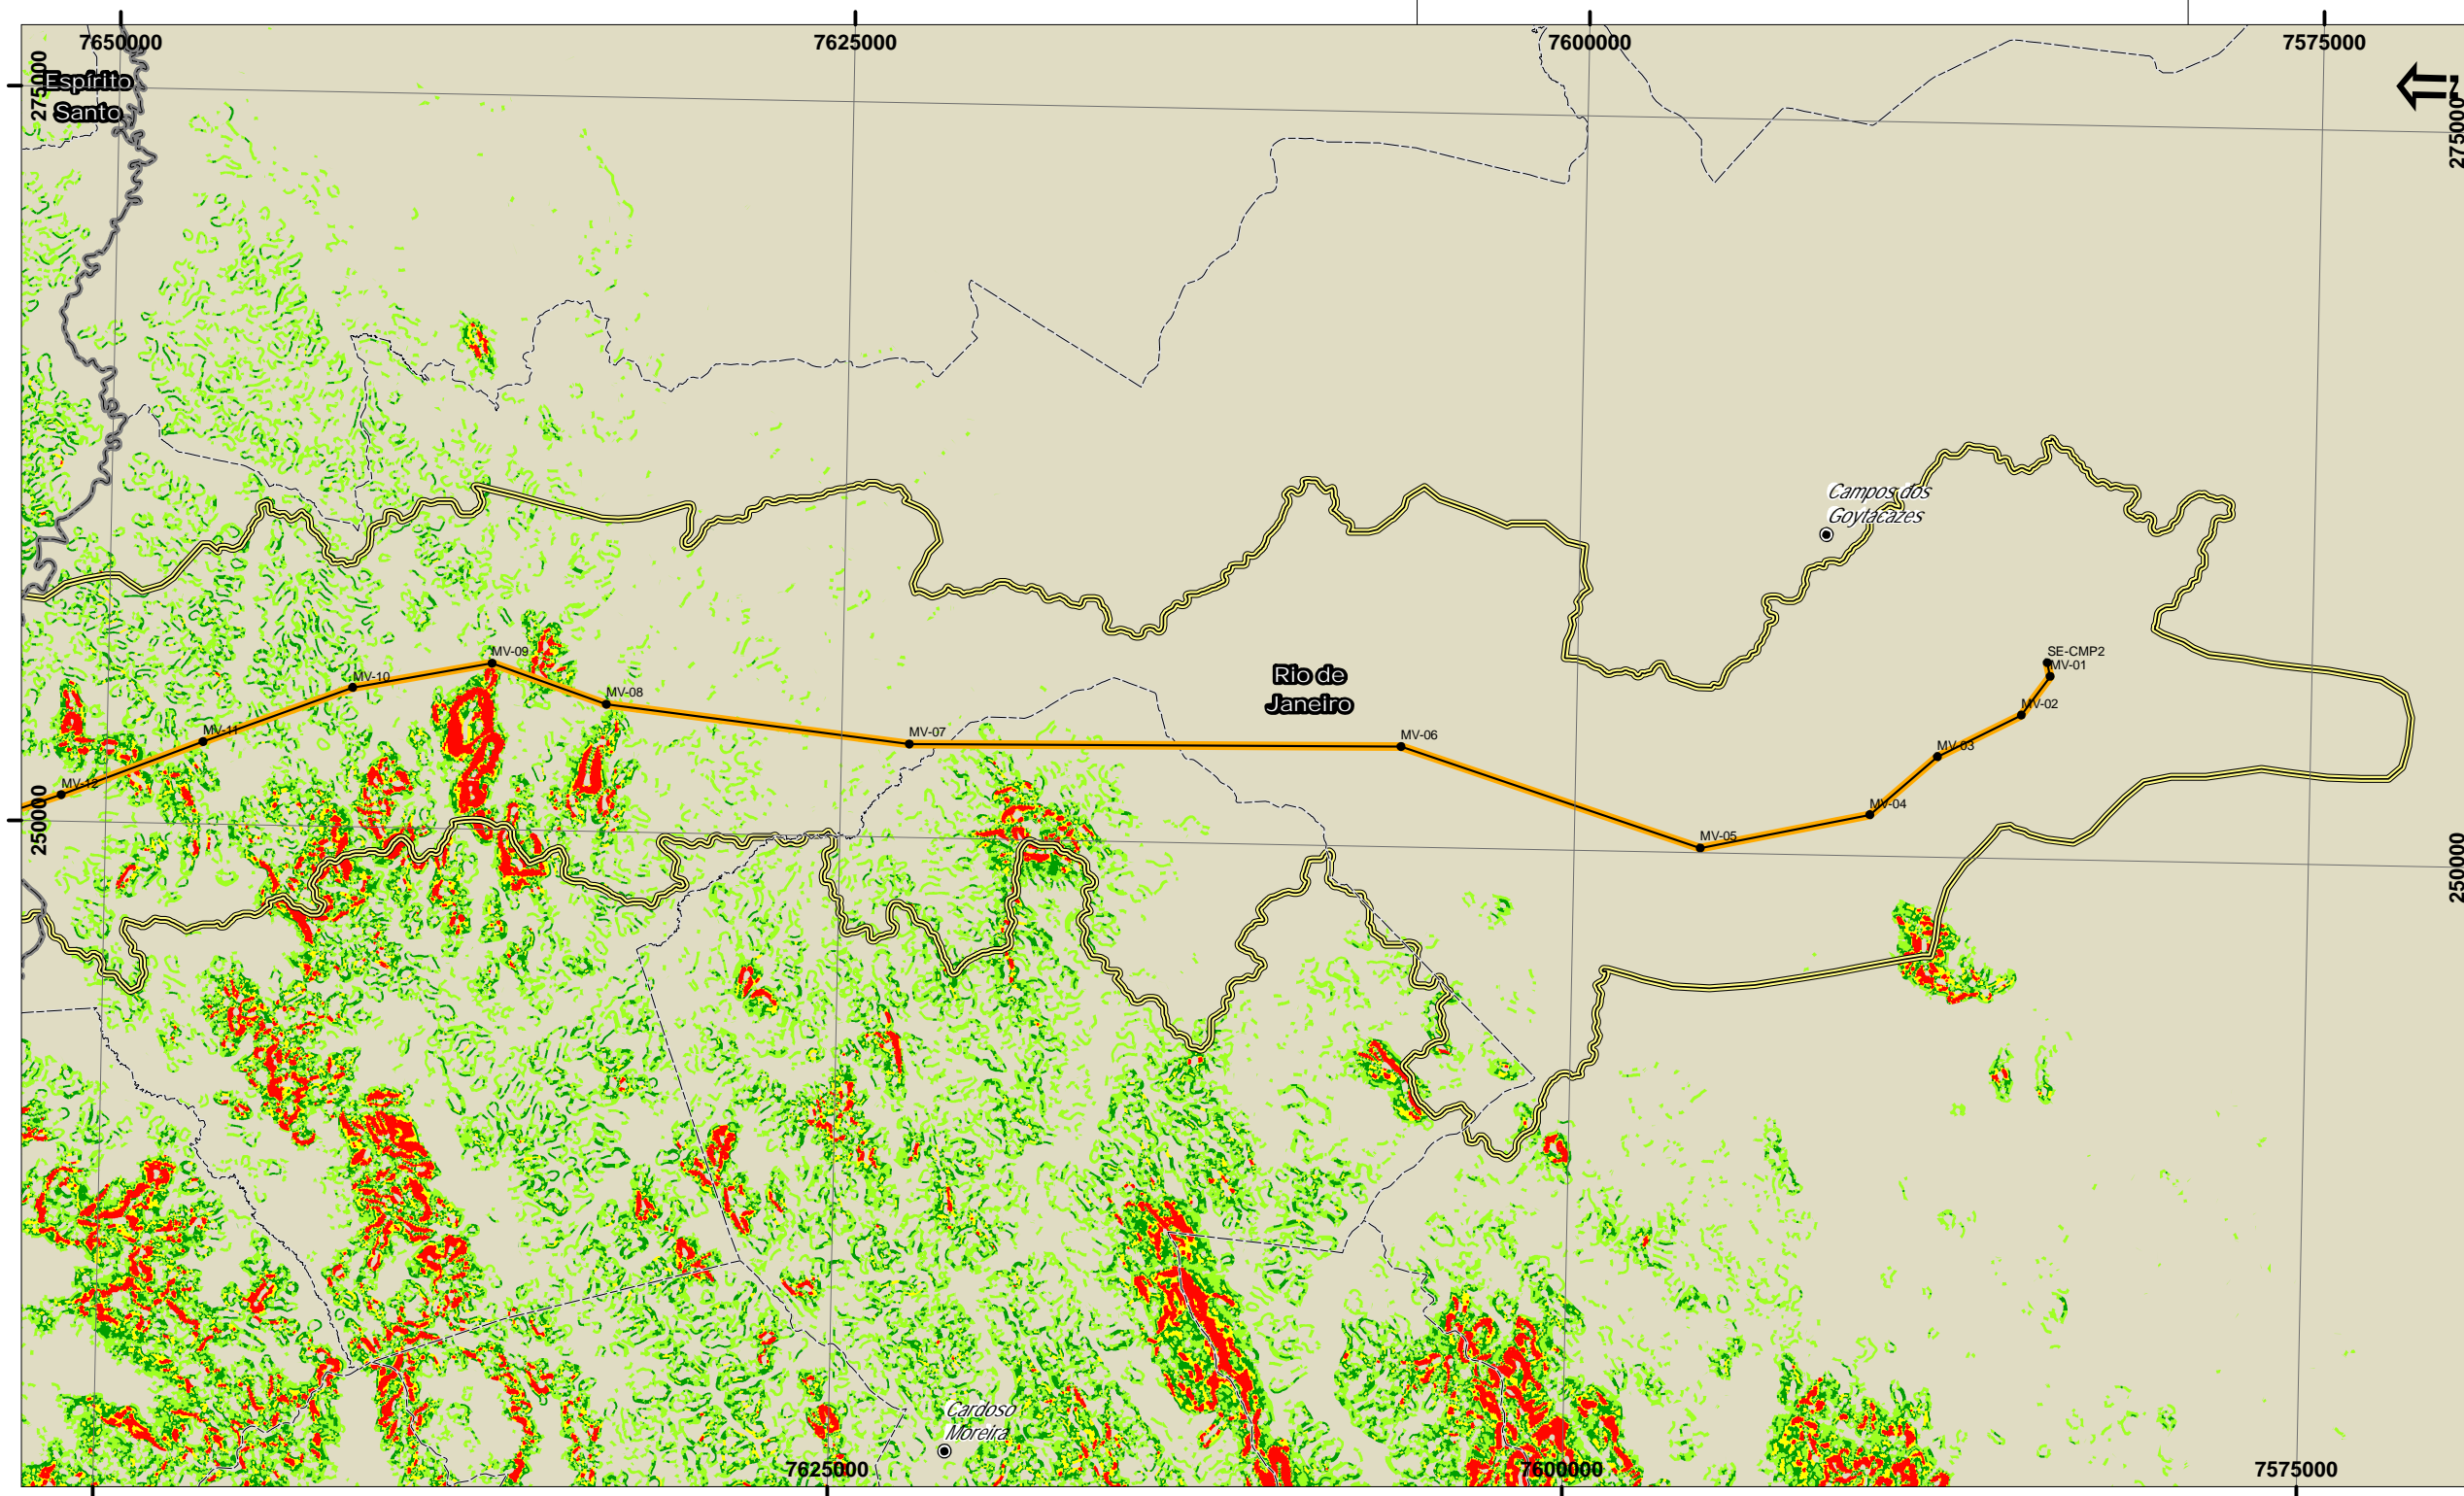 7650000
7625000
7600000
7575000
275000
Espírito
Santo
N
275000
Campos dos
Goytacazes
SE-CMP2
MV-01
MV-09
Rio de
Janeiro
MV-10
MV-08
MV-02
MV-11
MV-07
MV-06
MV-03
MV-12
MV-04
250000
MV-05
250000
Cardoso
Moreira
7625000
7600000
7575000